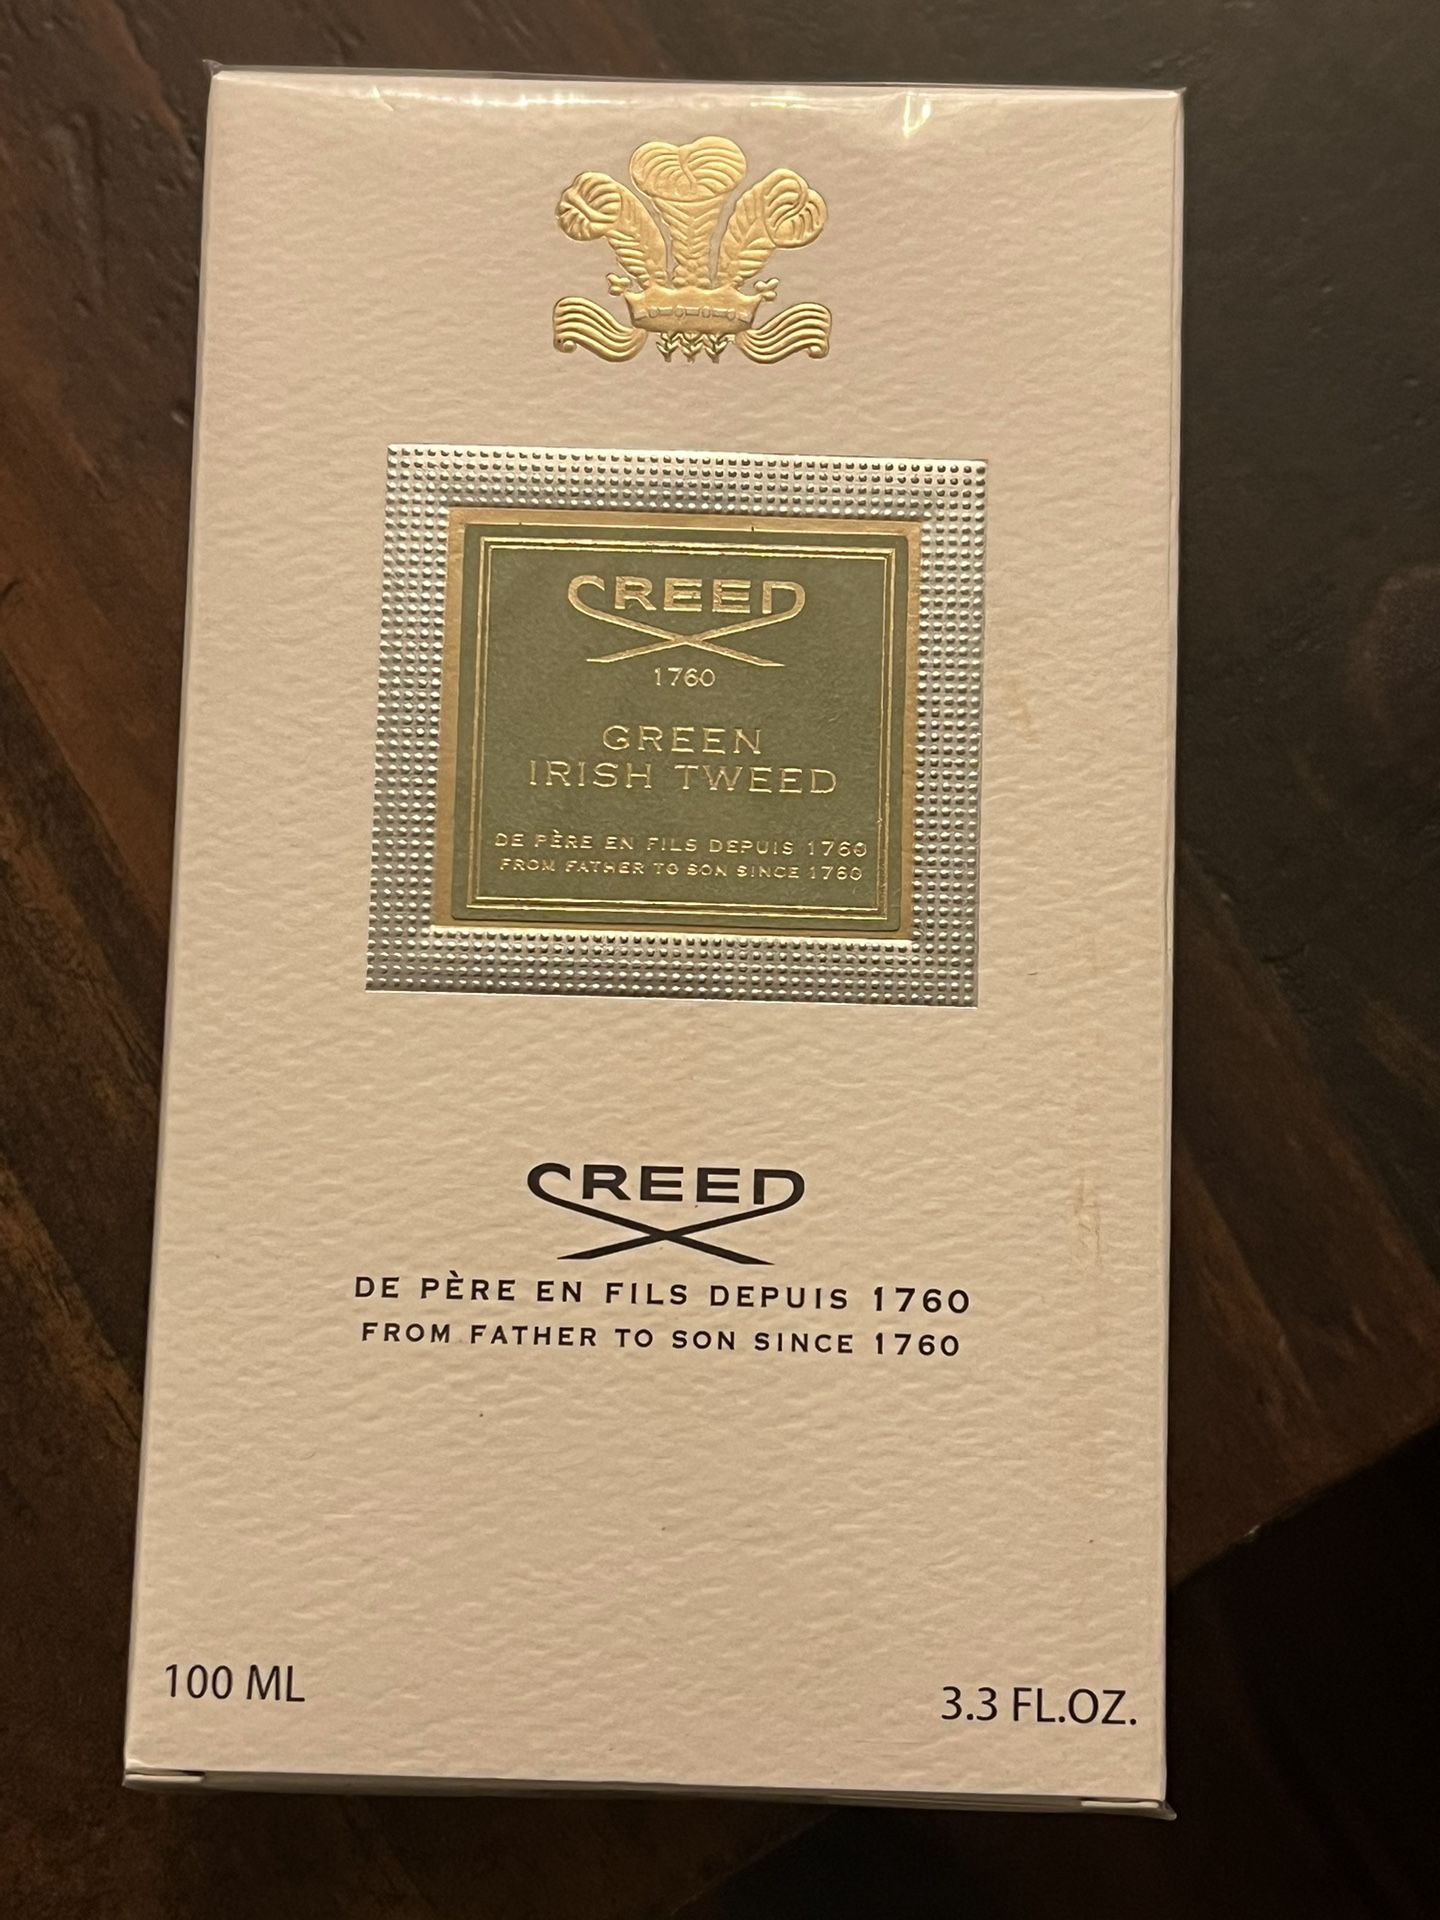 CREED
1760
GREEN
IRISH TWEED
DE PÈRE EN FILS DEPUIS 1760
FROM FATHER TO SON SINCE 1760
CREED
DE PÈRE EN FILS DEPUIS 1760
FROM FATHER TO SON SINCE 1760
100 ML
3.3 FL.OZ.